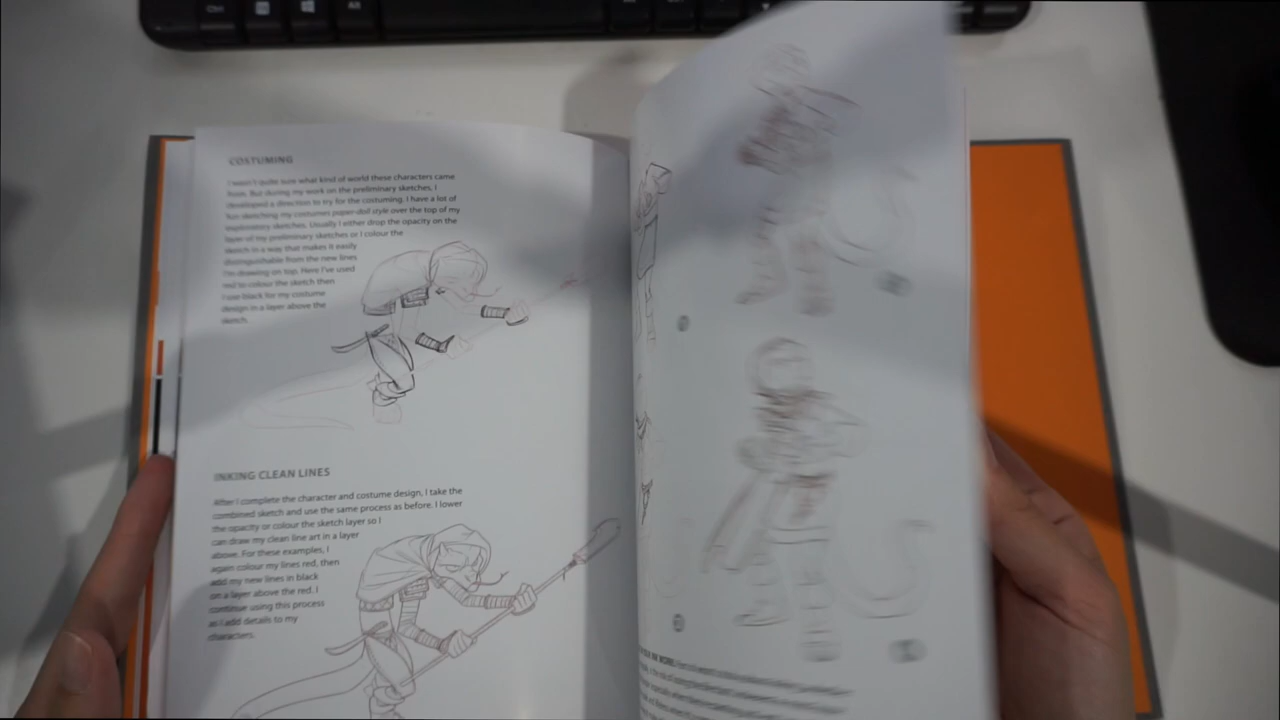 Ctrl
Alt
COSTUMING
I wasn't quite sure what kind of world these characters came
from. But during my work on the preliminary sketches, I
developed a direction to try for the costuming. I have a lot of
fun sketching my costumes paper-doll style over the top of my
exploratory sketches. Usually I either drop the opacity on the
layer of my preliminary sketches or I colour the
sketch in a way that makes it easily
distinguishable from the new lines
I'm drawing on top. Here I've used
red to colour the sketch then
I use black for my costume
design in a layer above the
sketch.
INKING CLEAN LINES
After I complete the character and costume design, I take the
combined sketch and use the same process as before. I lower
the opacity or colour the sketch layer so I
can draw my clean line art in a layer
above. For these examples, I
again colour my lines red, then
add my new lines in black
on a layer above the red. I
continue using this process
as I add details to my
characters.